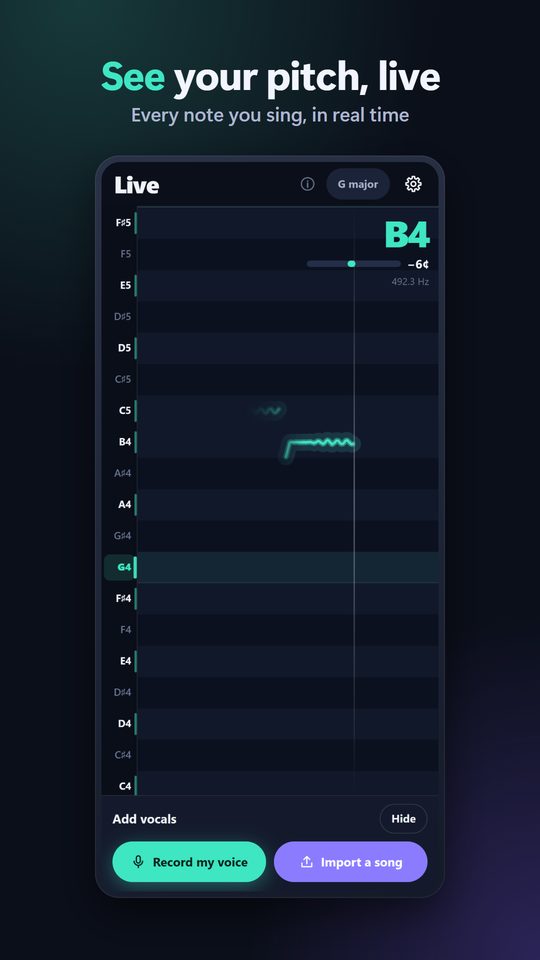 See your pitch, live
Every note you sing, in real time
Live
ⓘ
G major
F♯5
B4
F5
−6¢
E5
492.3 Hz
D♯5
D5
C♯5
C5
B4
A♯4
A4
G♯4
G4
F♯4
F4
E4
D♯4
D4
C♯4
C4
Add vocals
Hide
Record my voice
Import a song